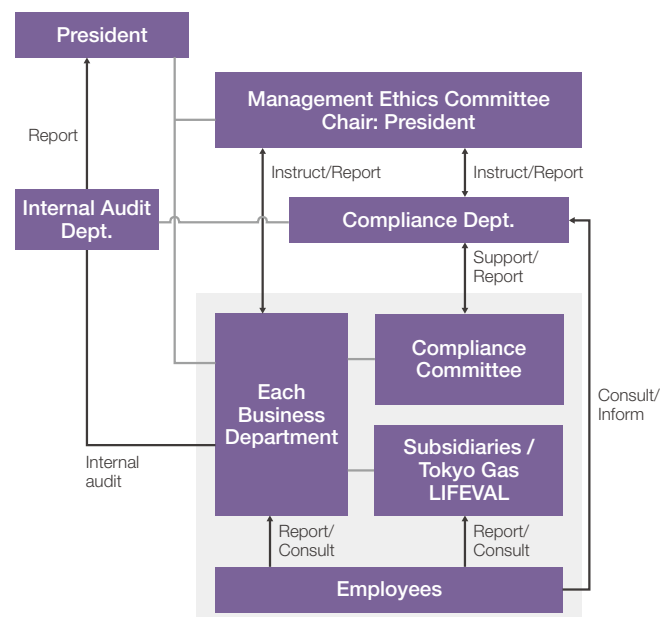 President
Management Ethics Committee
Chair: President
Report
Instruct/Report
Instruct/Report
Internal Audit
Dept.
Compliance Dept.
Support/
Report
Compliance
Committee
Each
Business
Department
Consult/
Inform
Subsidiaries /
Tokyo Gas
LIFEVAL
Internal
audit
Report/
Consult
Report/
Consult
Employees